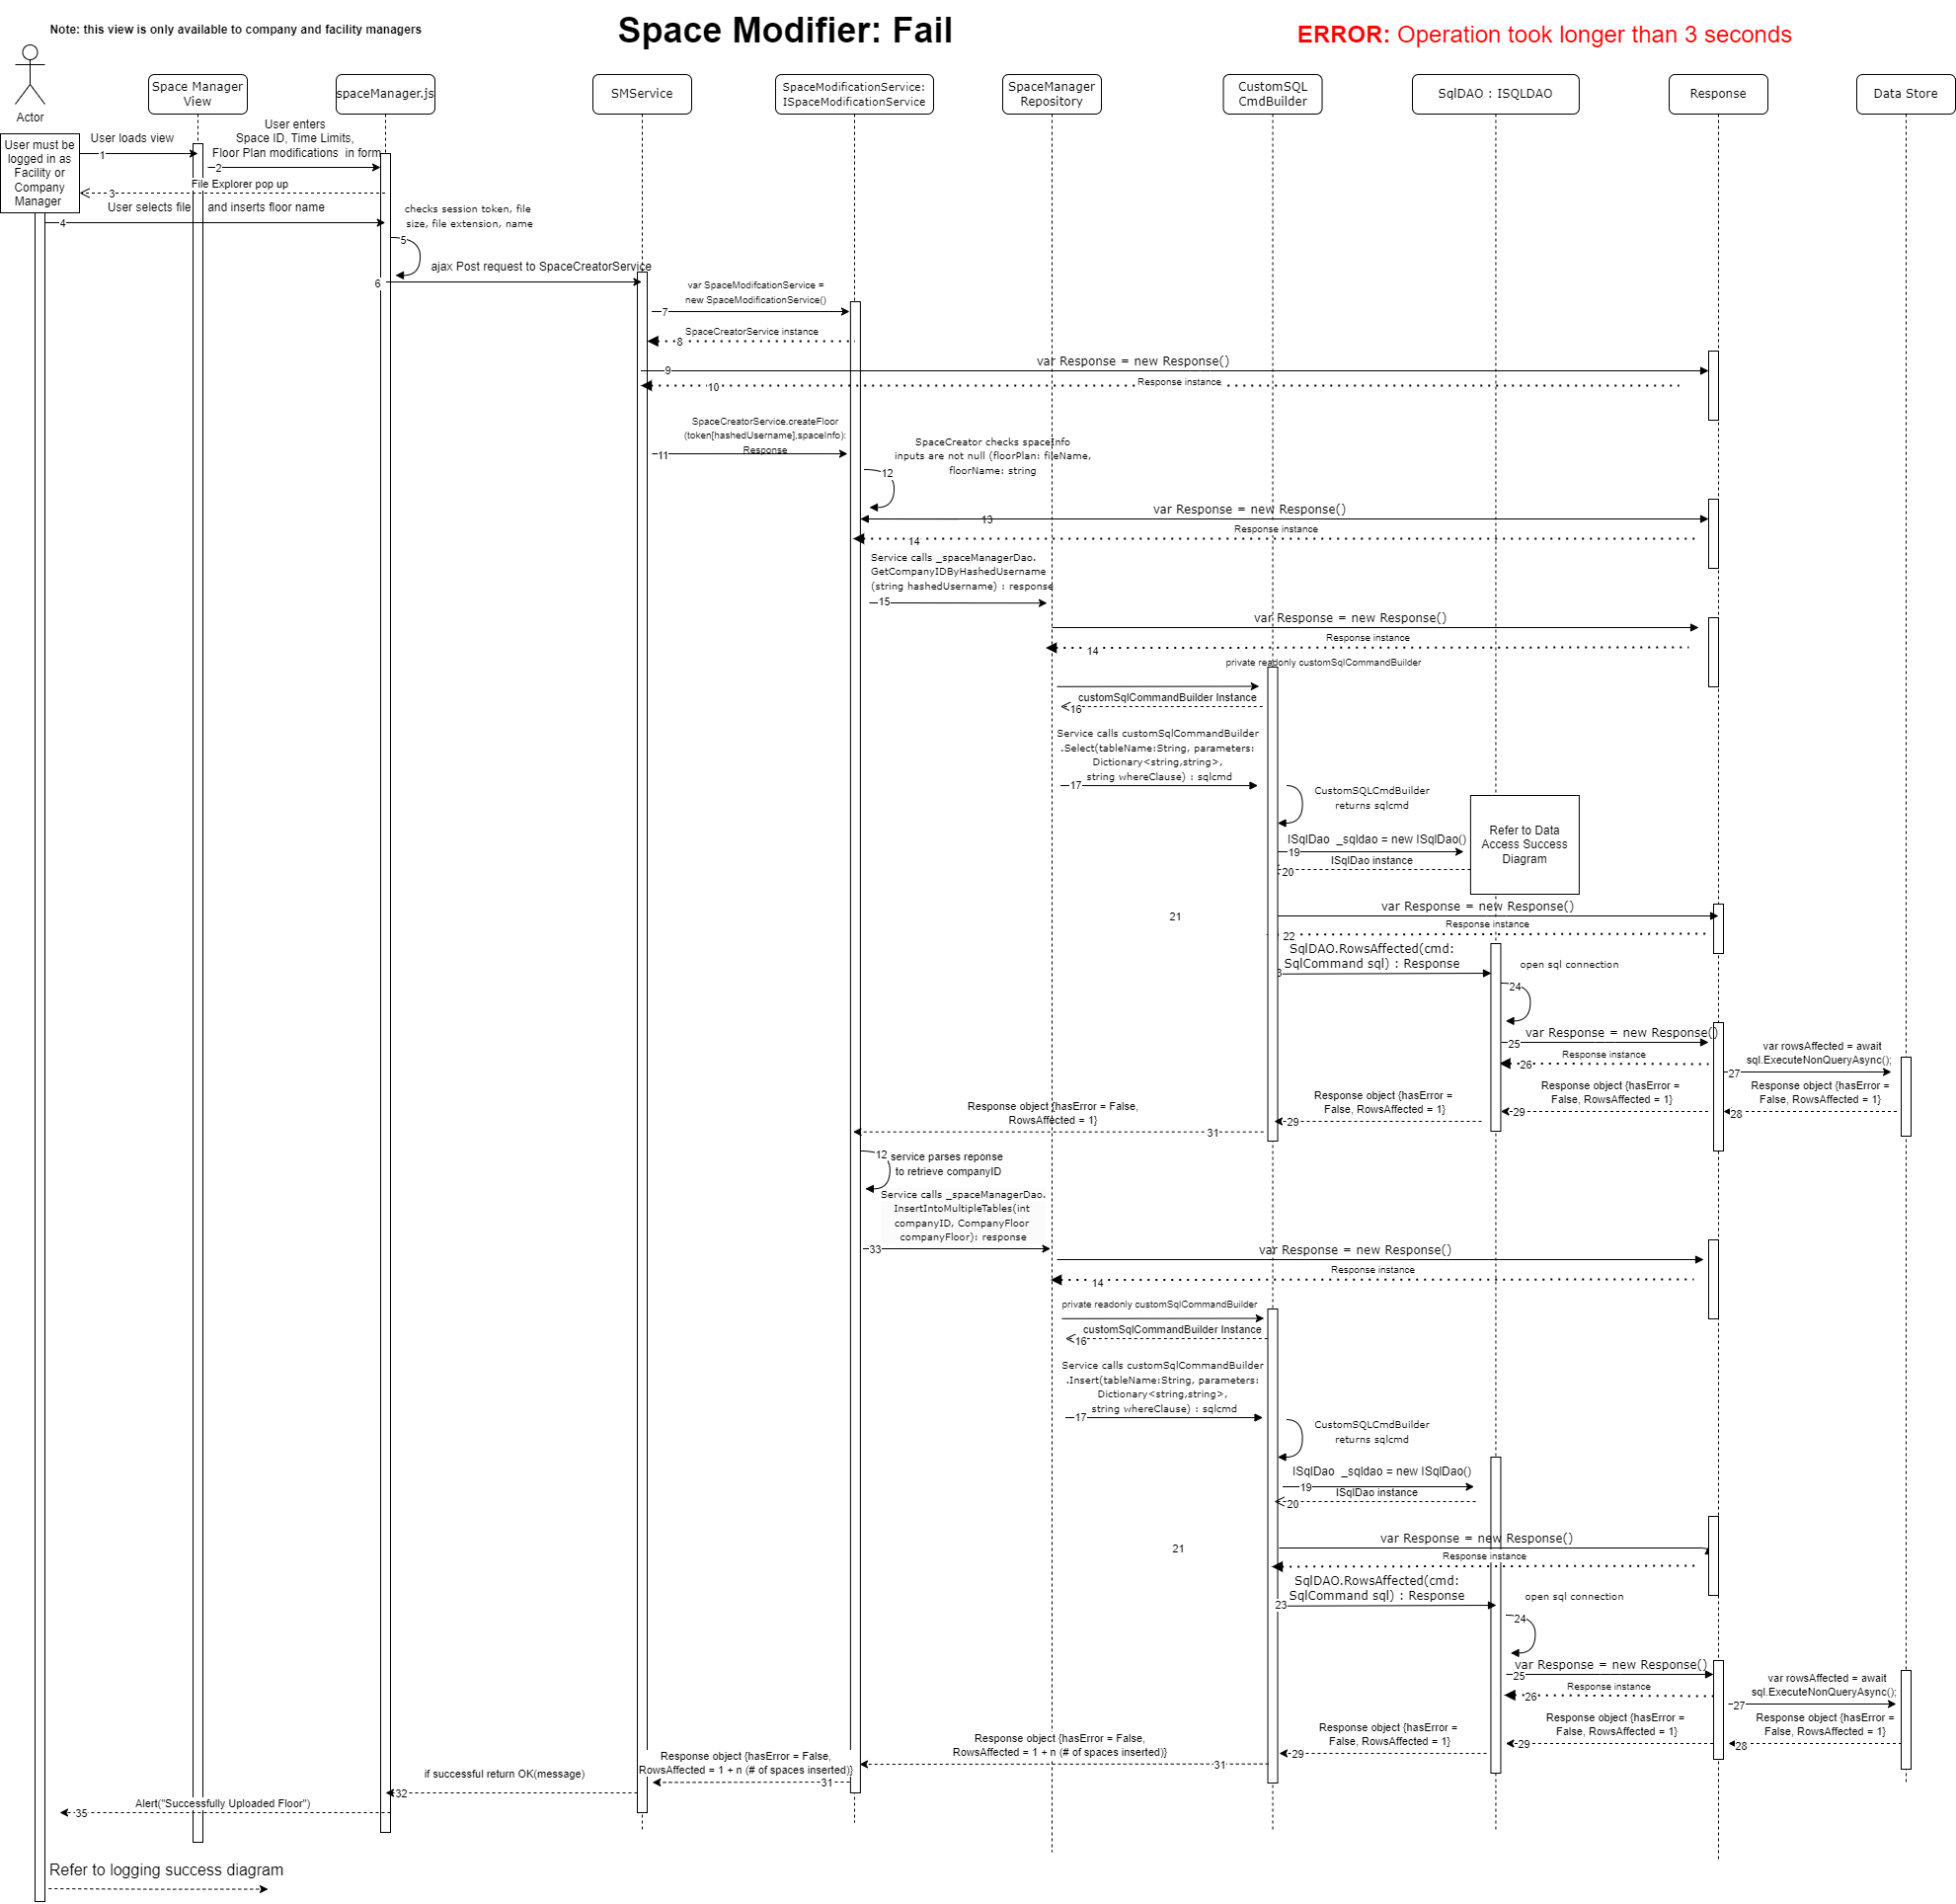 Note: this view is only available to company and facility managers
Space Modifier: Fail
ERROR: Operation took longer than 3 seconds
Actor
Space Manager
View
spaceManager.js
SMService
SpaceModificationService:
ISpaceModificationService
SpaceManager
Repository
CustomSQL
CmdBuilder
SqlDAO : ISQLDAO
Response
Data Store
User must be
logged in as
Facility or
Company
Manager
User loads view
1
User enters
Space ID, Time Limits,
Floor Plan modifications in form
2
File Explorer pop up
3
User selects file and inserts floor name
4
checks session token, file
size, file extension, name
5
ajax Post request to SpaceCreatorService
6
var SpaceModifcationService =
new SpaceModificationService()
7
SpaceCreatorService instance
8
var Response = new Response()
9
Response instance
10
SpaceCreatorService.createFloor
(token[hashedUsername],spaceInfo):
Response
11
SpaceCreator checks spaceInfo
inputs are not null (floorPlan: fileName,
floorName: string
12
var Response = new Response()
13
Response instance
14
Service calls _spaceManagerDao.
GetCompanyIDByHashedUsername
(string hashedUsername) : response
15
var Response = new Response()
Response instance
14
private readonly customSqlCommandBuilder
customSqlCommandBuilder Instance
16
Service calls customSqlCommandBuilder
.Select(tableName:String, parameters:
Dictionary<string,string>,
string whereClause) : sqlcmd
17
CustomSQLCmdBuilder
returns sqlcmd
Refer to Data
Access Success
Diagram
ISqlDao _sqldao = new ISqlDao()
19
ISqlDao instance
20
var Response = new Response()
21
Response instance
22
SqlDAO.RowsAffected(cmd:
SqlCommand sql) : Response
3
open sql connection
24
var Response = new Response()
25
Response instance
26
var rowsAffected = await
sql.ExecuteNonQueryAsync();
27
Response object {hasError =
False, RowsAffected = 1}
28
Response object {hasError =
False, RowsAffected = 1}
29
Response object {hasError =
False, RowsAffected = 1}
29
Response object {hasError = False,
RowsAffected = 1}
31
12
service parses reponse
to retrieve companyID
Service calls _spaceManagerDao.
InsertIntoMultipleTables(int
companyID, CompanyFloor
companyFloor): response
33
var Response = new Response()
Response instance
14
private readonly customSqlCommandBuilder
customSqlCommandBuilder Instance
16
Service calls customSqlCommandBuilder
.Insert(tableName:String, parameters:
Dictionary<string,string>,
string whereClause) : sqlcmd
17
CustomSQLCmdBuilder
returns sqlcmd
ISqlDao _sqldao = new ISqlDao()
19
ISqlDao instance
20
var Response = new Response()
21
Response instance
SqlDAO.RowsAffected(cmd:
SqlCommand sql) : Response
23
open sql connection
24
var Response = new Response()
25
Response instance
26
var rowsAffected = await
sql.ExecuteNonQueryAsync();
27
Response object {hasError =
False, RowsAffected = 1}
28
Response object {hasError =
False, RowsAffected = 1}
29
Response object {hasError =
False, RowsAffected = 1}
29
Response object {hasError = False,
RowsAffected = 1 + n (# of spaces inserted)}
31
Response object {hasError = False,
RowsAffected = 1 + n (# of spaces inserted)}
31
if successful return OK(message)
32
Alert("Successfully Uploaded Floor")
35
Refer to logging success diagram